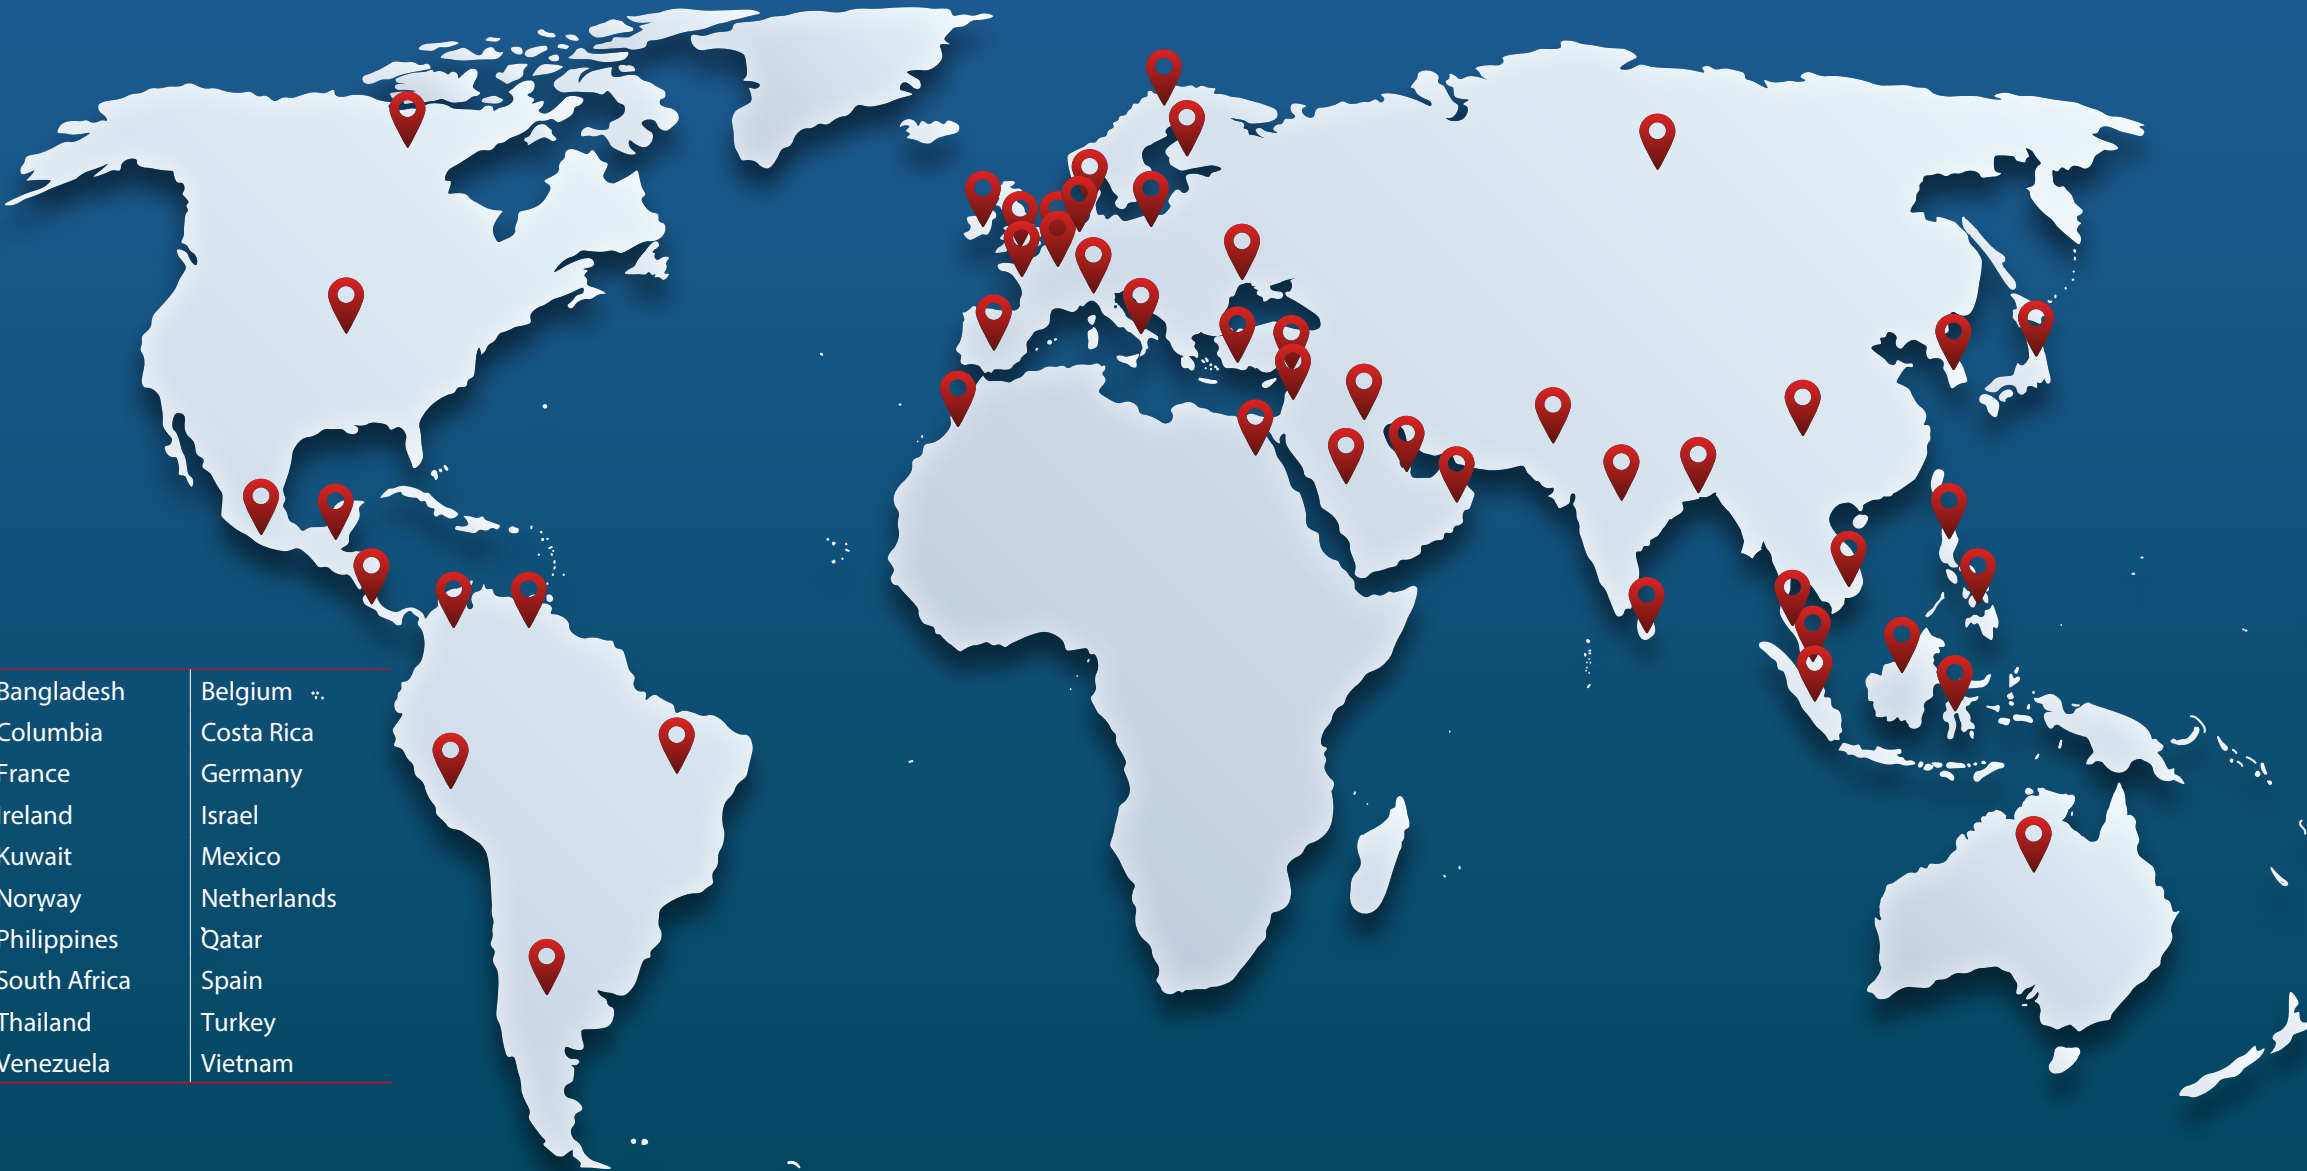 Bangladesh Belgium
Columbia Costa Rica
France Germany
Ireland Israel
Kuwait Mexico
Norway Netherlands
Philippines Qatar
South Africa Spain
Thailand Turkey
Venezuela Vietnam